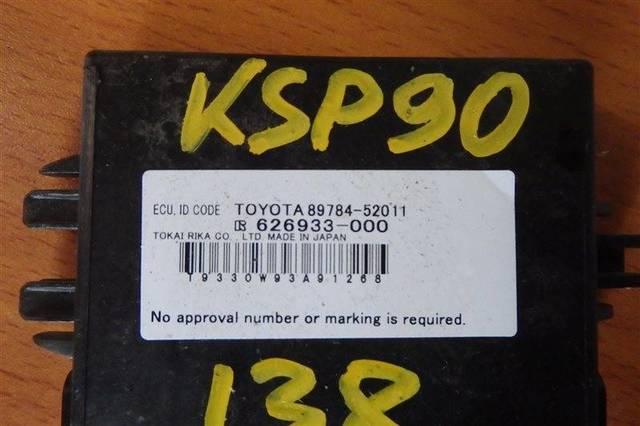 KSP90
ECU, ID CODE TOYOTA 89784-52011
R 626933-000
TOKAI RIKA CO., LTD. MADE IN JAPAN
T9330W93A91268
No approval number or marking is required.
138